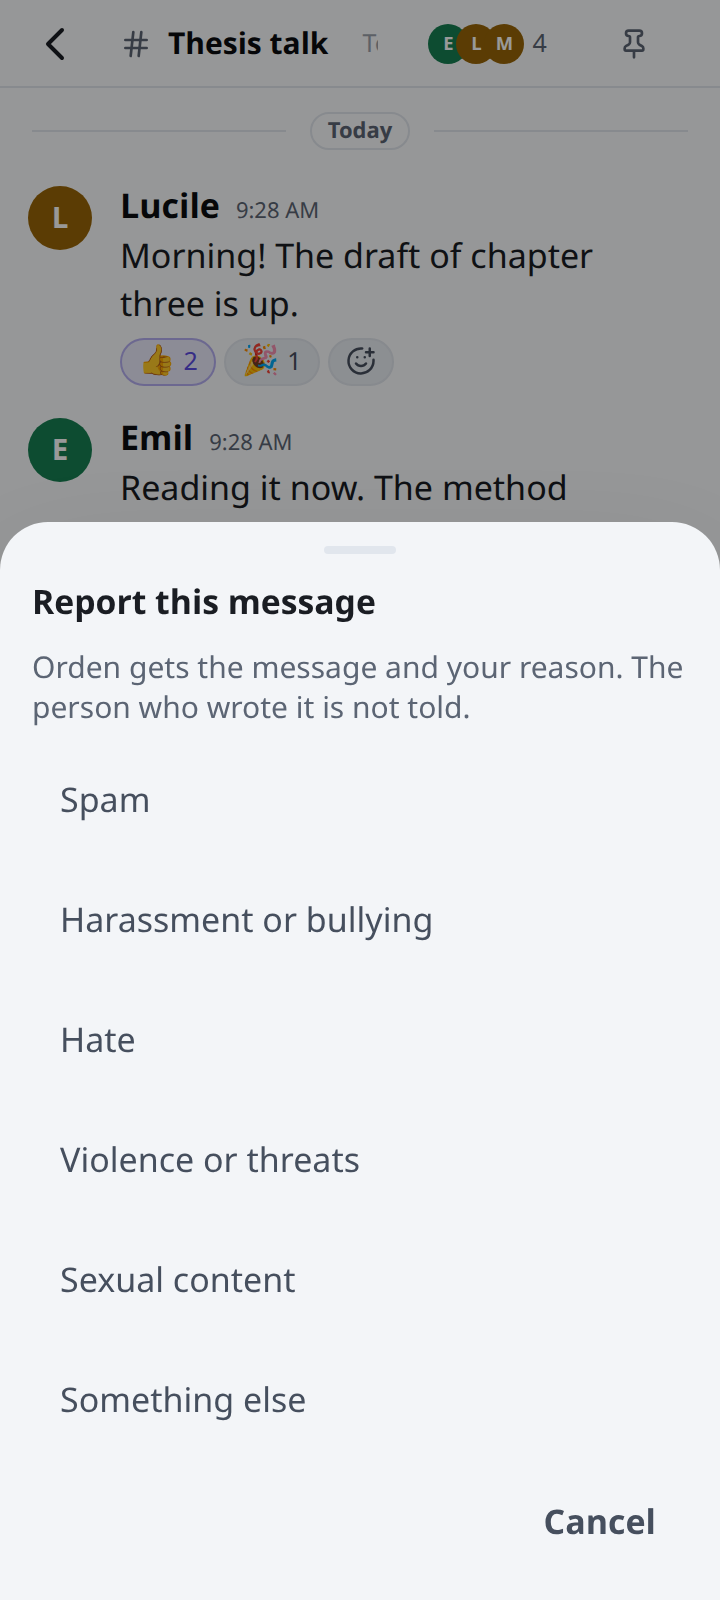 # Thesis talk
E L M 4
Today
L
Lucile 9:28 AM
Morning! The draft of chapter
three is up.
👍 2 🎉 1
E
Emil 9:28 AM
Reading it now. The method
Report this message
Orden gets the message and your reason. The
person who wrote it is not told.
Spam
Harassment or bullying
Hate
Violence or threats
Sexual content
Something else
Cancel